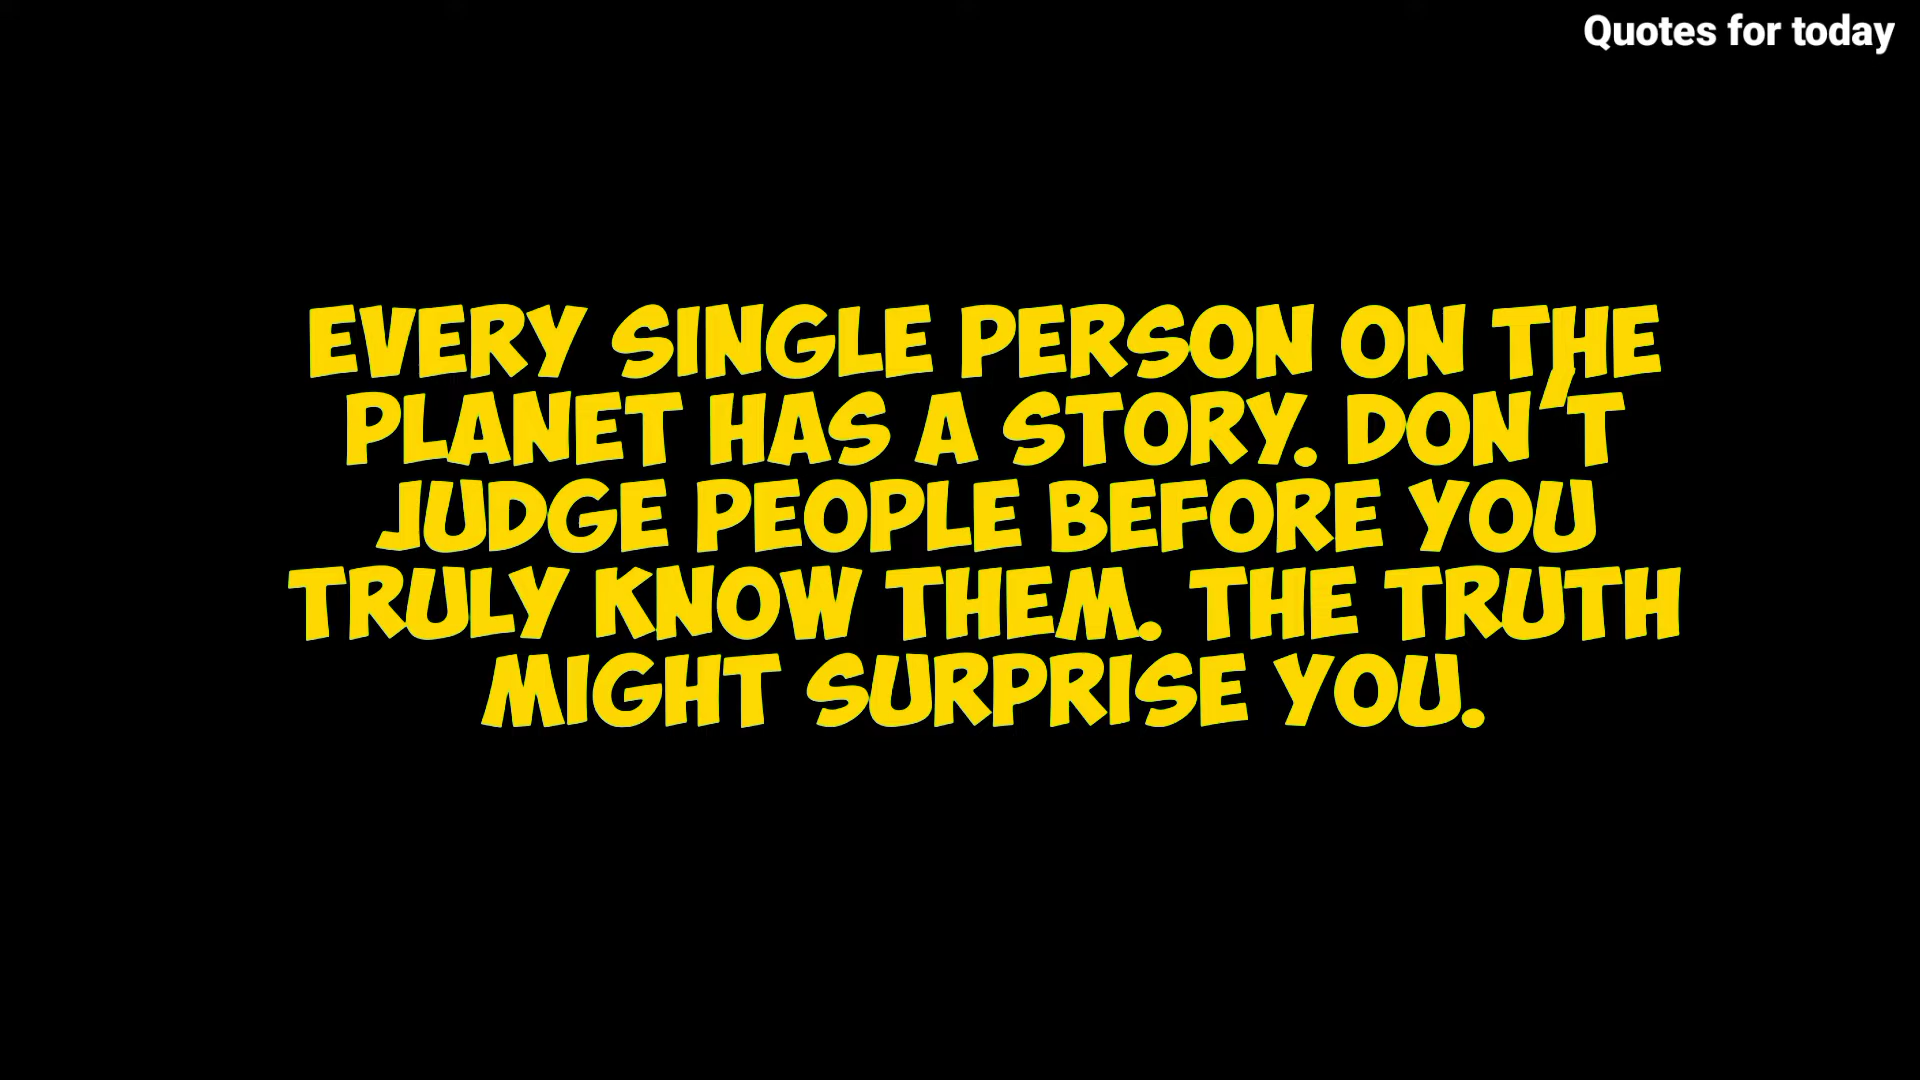 Quotes for today
EVERY SINGLE PERSON ON THE
PLANET HAS A STORY. DON'T
JUDGE PEOPLE BEFORE YOU
TRULY KNOW THEM. THE TRUTH
MIGHT SURPRISE YOU.